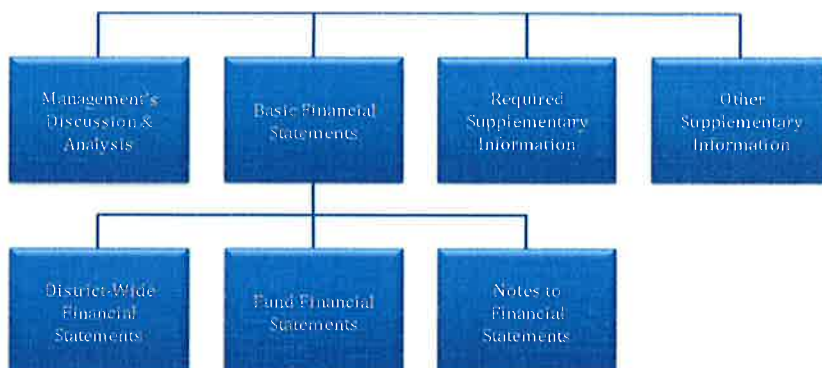 Management's
Discussion &
Analysis
Basic Financial
Statements
Required
Supplementary
Information
Other
Supplementary
Information
District-Wide
Financial
Statements
Fund Financial
Statements
Notes to
Financial
Statements